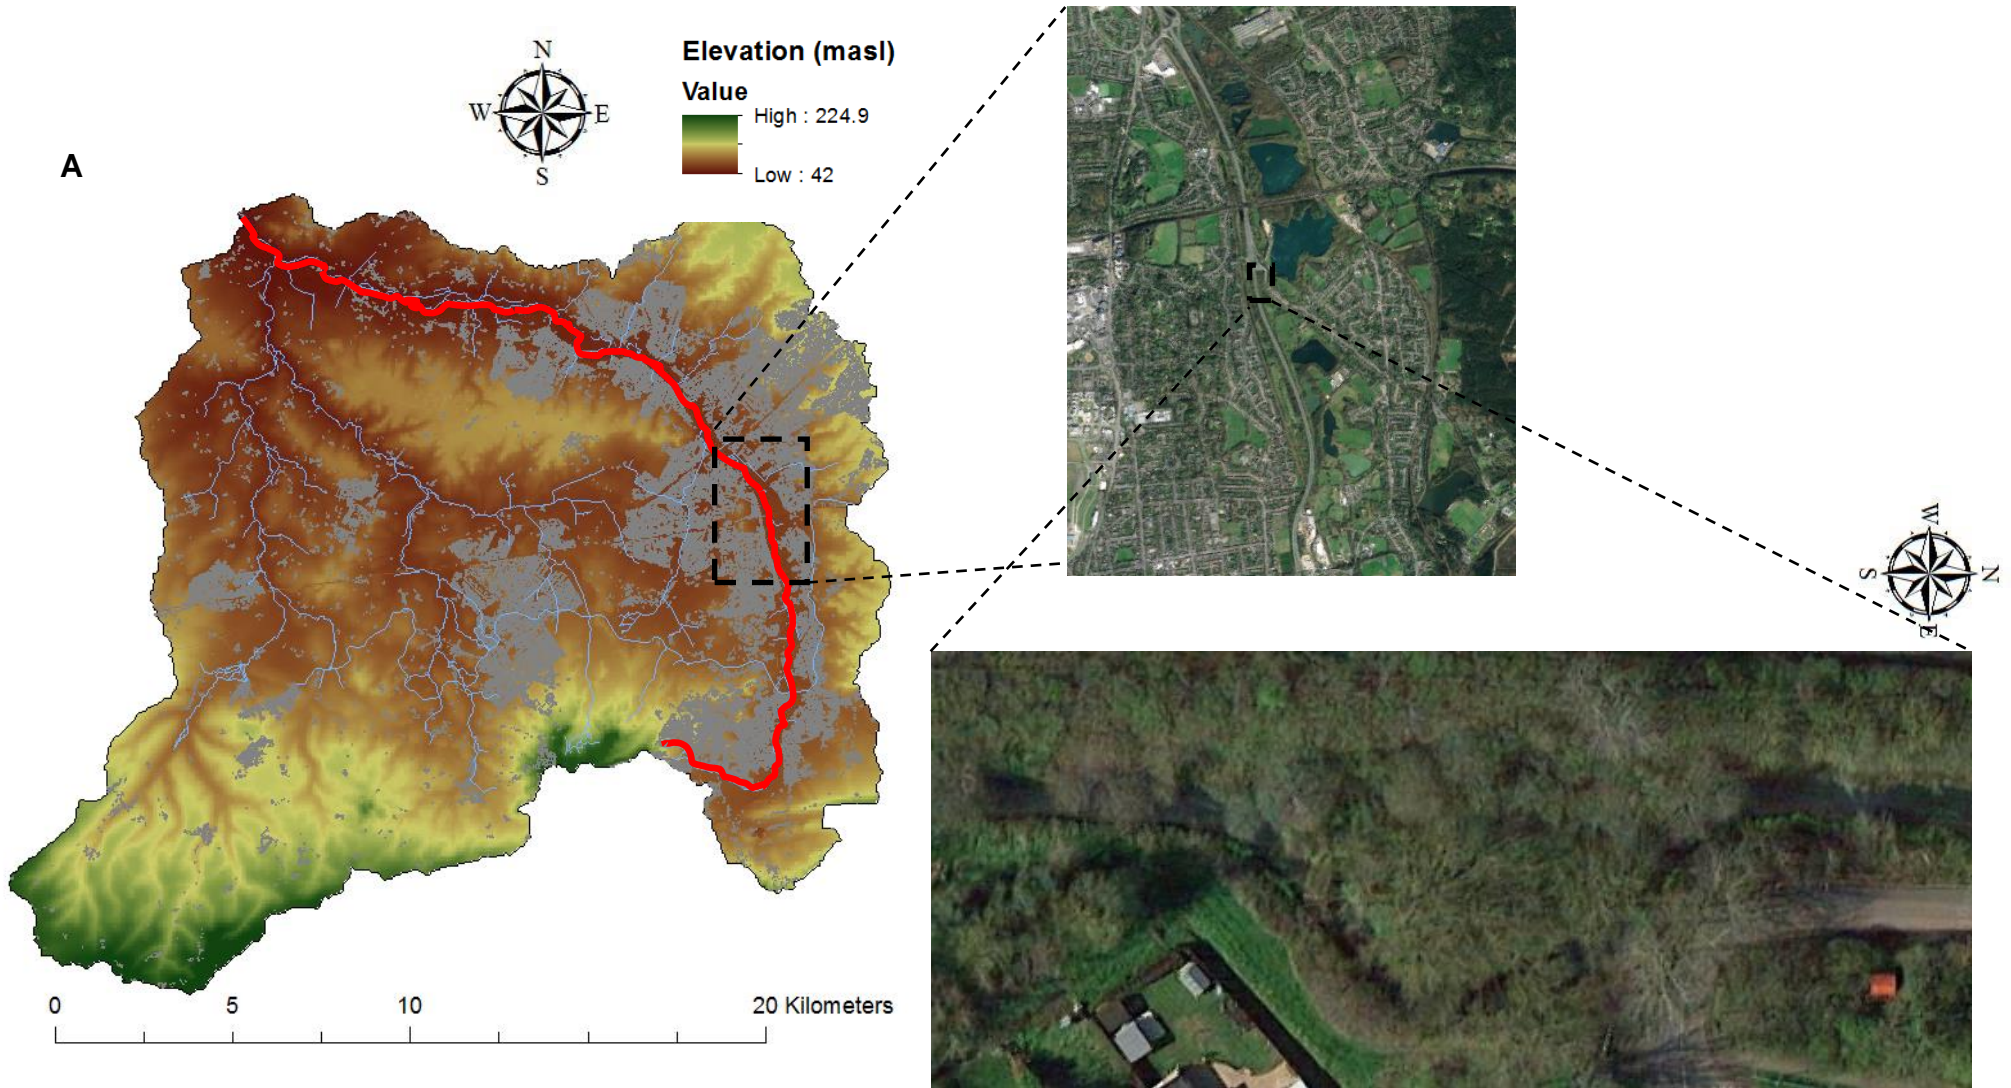 A
N
W
E
S
Elevation (masl)
Value
High : 224.9
Low : 42
0
5
10
20 Kilometers
W
S
N
E